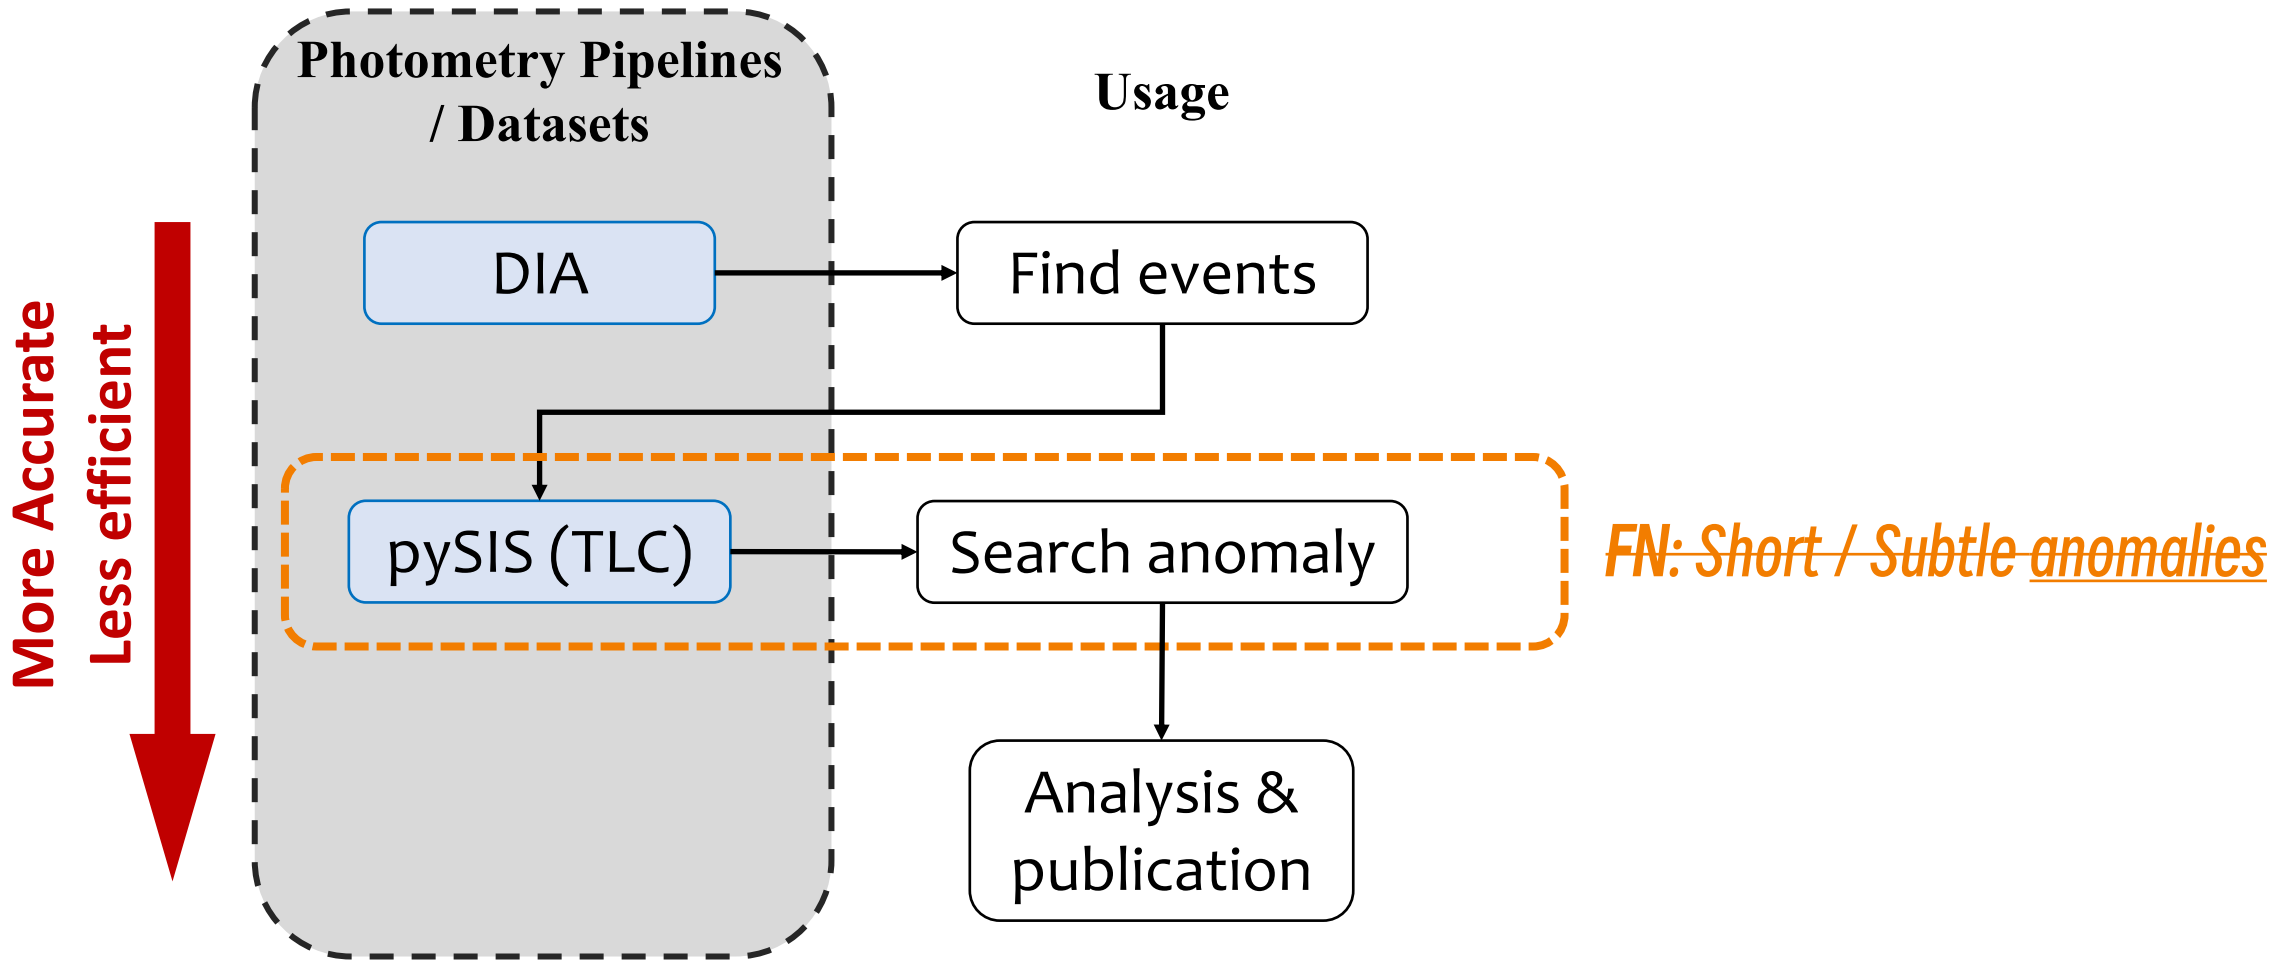 Photometry Pipelines
/ Datasets
Usage
More Accurate
Less efficient
DIA
Find events
pySIS (TLC)
Search anomaly
FN: Short / Subtle anomalies
Analysis &
publication